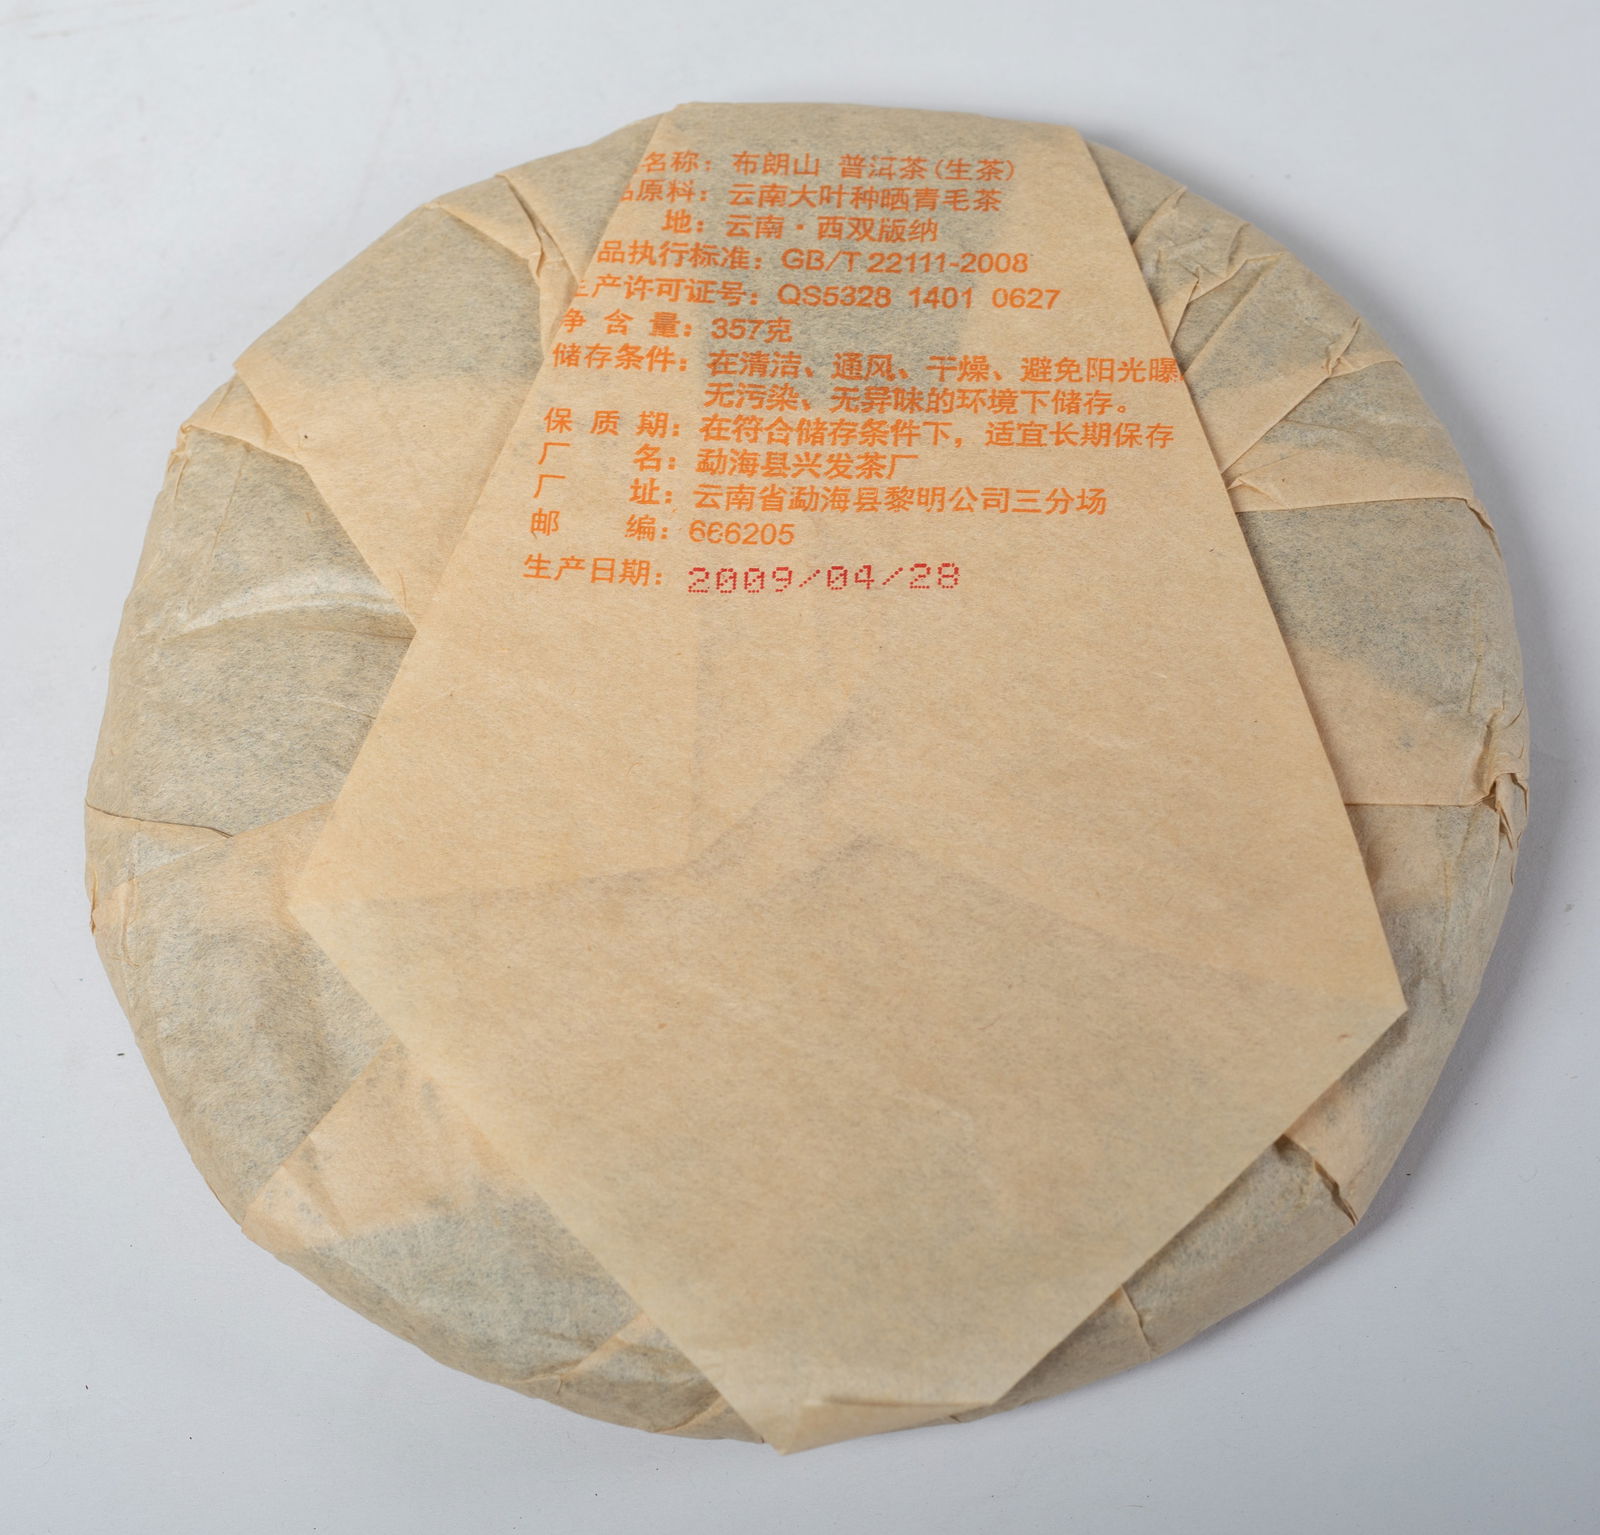 名称：布朗山 普洱茶(生茶)
原料：云南大叶种晒青毛茶
地：云南·西双版纳
品执行标准：GB/T 22111-2008
生产许可证号：QS5328 1401 0627
净 含 量：357克
储存条件：在清洁、通风、干燥、避免阳光曝
无污染、无异味的环境下储存。
保 质 期：在符合储存条件下，适宜长期保存
厂 名：勐海县兴发茶厂
厂 址：云南省勐海县黎明公司三分场
邮 编：666205
生产日期：2009/04/28